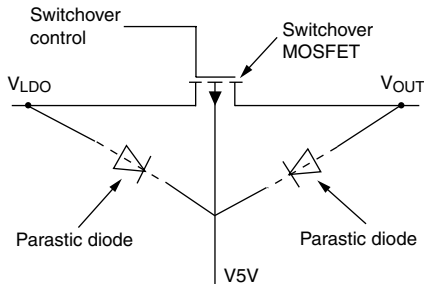 Switchover
control
Switchover
MOSFET
VLDO
VOUT
Parastic diode
Parastic diode
V5V